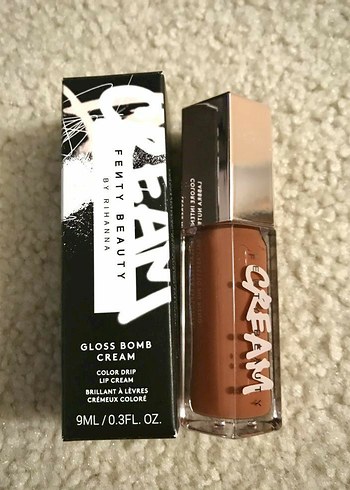 CREAM
FENTY BEAUTY
BY RIHANNA
GLOSS BOMB
CREAM
COLOR DRIP
LIP CREAM
BRILLANT À LÈVRES
CRÉMEUX COLORÉ
9ML / 0.3FL. OZ.
CREAM